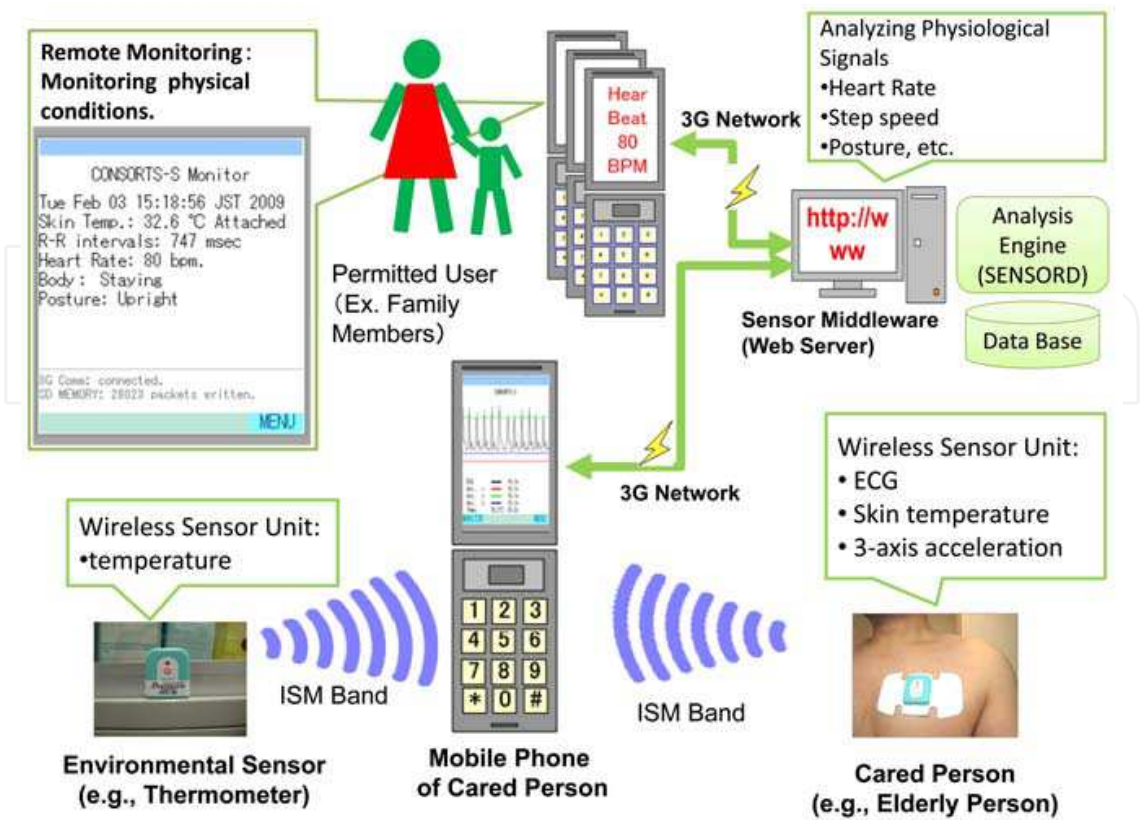 Remote Monitoring:
Monitoring physical
conditions.
CONSORTS-S Monitor
Tue Feb 03 15:18:56 JST 2009
Skin Temp.: 32.6 ℃ Attached
R-R intervals: 747 msec
Heart Rate: 80 bpm.
Body : Staying
Posture: Upright
3G Comm: connected.
SD MEMORY: 28023 packets written.
MENU
Permitted User
(Ex. Family
Members)
Hear
Beat
80
BPM
3G Network
Analyzing Physiological
Signals
•Heart Rate
•Step speed
•Posture, etc.
http://w
ww
Sensor Middleware
(Web Server)
Analysis
Engine
(SENSORD)
Data Base
3G Network
Wireless Sensor Unit:
•temperature
Wireless Sensor Unit:
• ECG
• Skin temperature
• 3-axis acceleration
1 2 3
4 5 6
7 8 9
* 0 #
ISM Band
ISM Band
Environmental Sensor
(e.g., Thermometer)
Mobile Phone
of Cared Person
Cared Person
(e.g., Elderly Person)